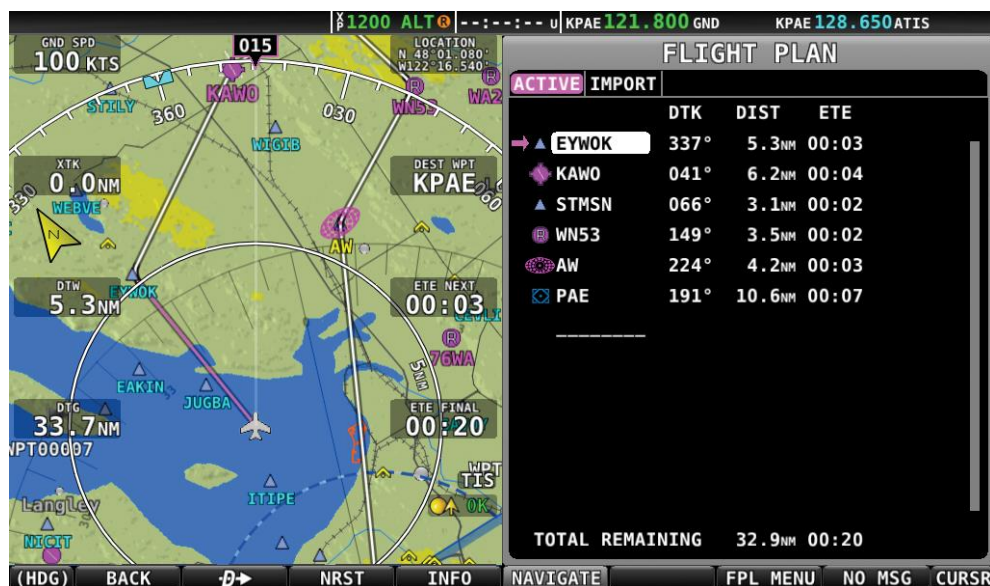 XP 1200 ALT R --:--:-- U KPAE 121.800 GND KPAE 128.650 ATIS
GND SPD
100 KTS
015
LOCATION
N 48°01.080'
W122°16.540'
STILY
KAWO
360
030
WN53
WA2
WIGIB
XTK
0.0NM
DEST WPT
KPAE
330
060
WEBVE
N
AW
DTW
5.3NM
EYWOK
ETE NEXT
00:03
76WA
5NM
EAKIN
JUGBA
DTG
33.7NM
ETE FINAL
00:20
WPT00007
WPT
TIS
ITIPE
OK
Langley
NICIT
FLIGHT PLAN
ACTIVE IMPORT
DTK DIST ETE
EYWOK 337° 5.3NM 00:03
KAWO 041° 6.2NM 00:04
STMSN 066° 3.1NM 00:02
R WN53 149° 3.5NM 00:02
AW 224° 4.2NM 00:03
PAE 191° 10.6NM 00:07
_________
TOTAL REMAINING 32.9NM 00:20
(HDG) BACK D NRST INFO NAVIGATE FPL MENU NO MSG CURSR